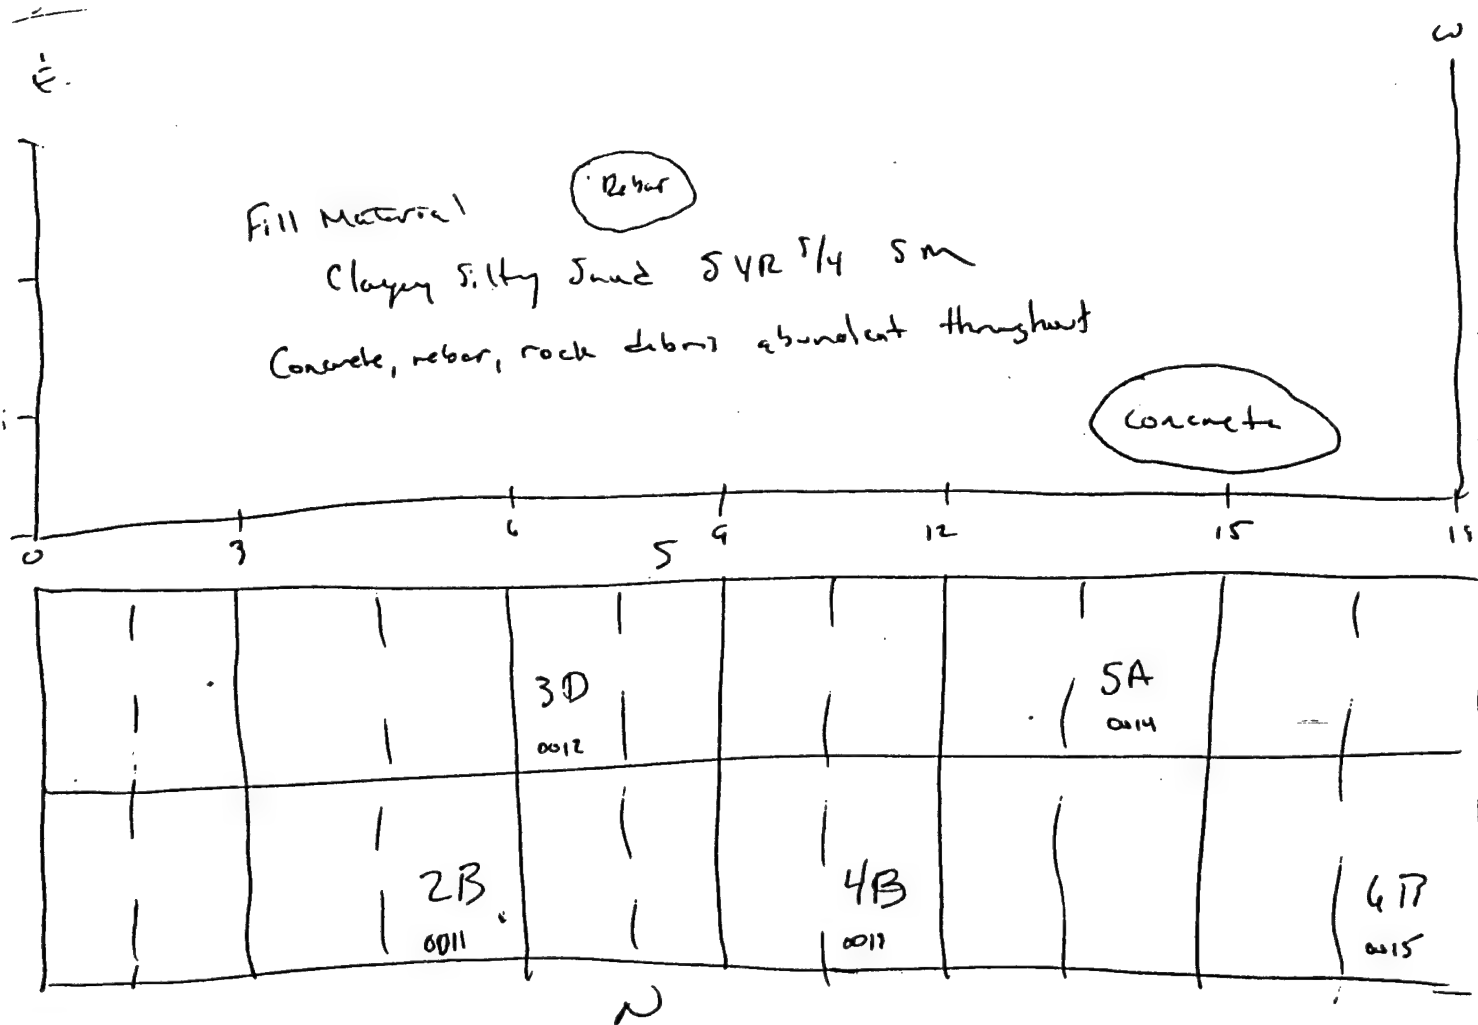 E.
W
Rebar
Fill Material
Clayey Silty Sand 5YR 5/4 SM
Concrete, rebar, rock debris abundant throughout
Concrete
0 3 6 9 12 15
S
3D
0012
5A
0014
2B
0011
4B
0013
6B
0015
N